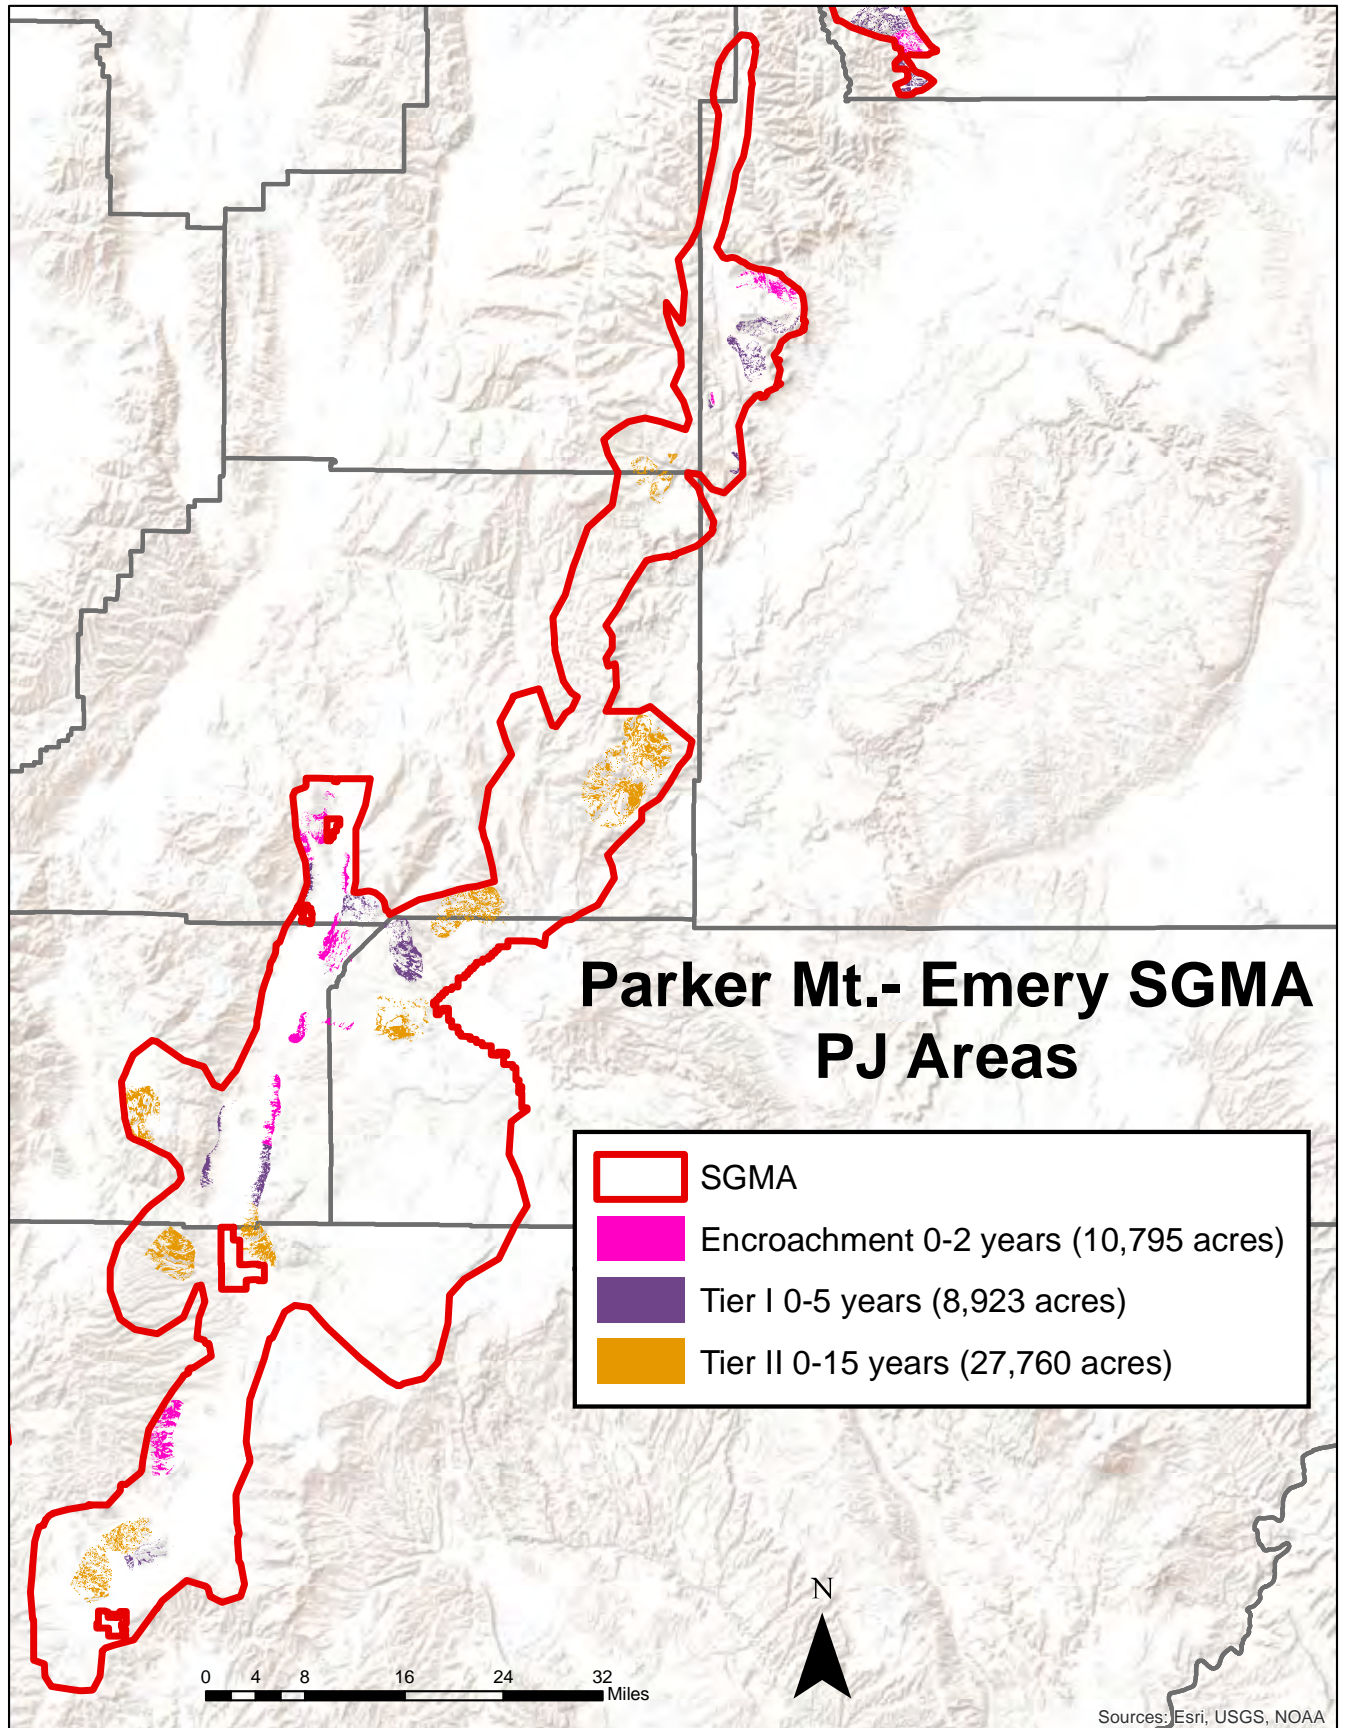 Parker Mt.- Emery SGMA
PJ Areas
SGMA
Encroachment 0-2 years (10,795 acres)
Tier I 0-5 years (8,923 acres)
Tier II 0-15 years (27,760 acres)
N
0 4 8 16 24 32
Miles
Sources: Esri, USGS, NOAA